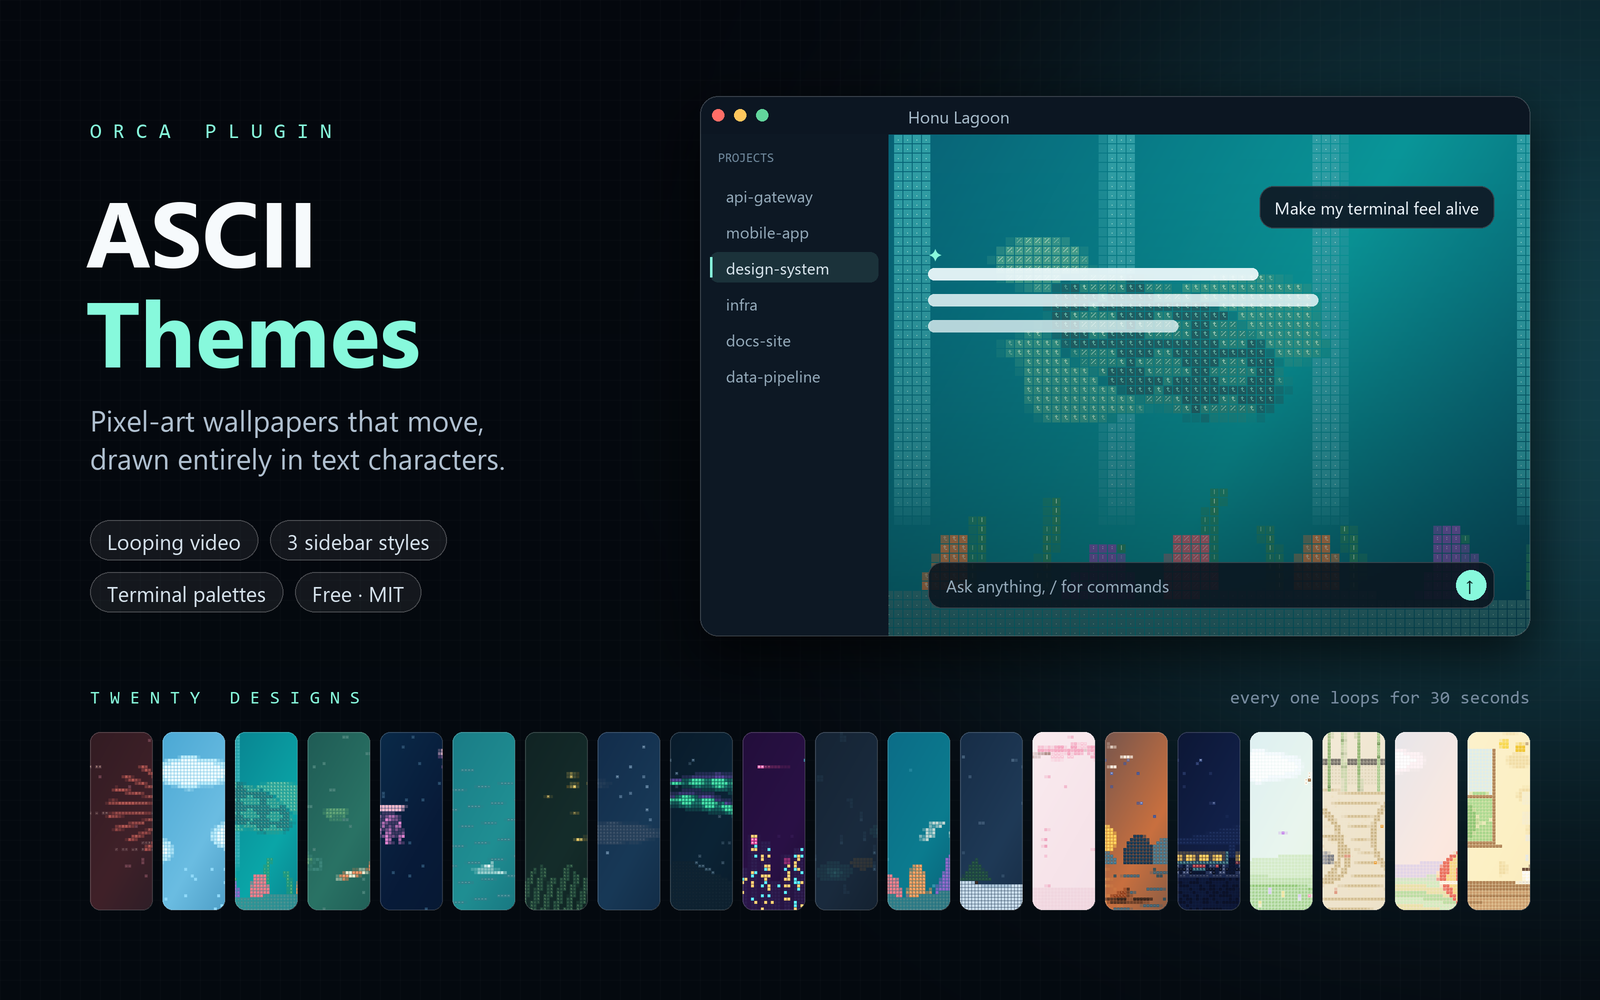 ORCA PLUGIN
ASCII
Themes
Pixel-art wallpapers that move,
drawn entirely in text characters.
Looping video
3 sidebar styles
Terminal palettes
Free · MIT
Honu Lagoon
PROJECTS
api-gateway
mobile-app
design-system
infra
docs-site
data-pipeline
Make my terminal feel alive
Ask anything, / for commands
↑
TWENTY DESIGNS
every one loops for 30 seconds